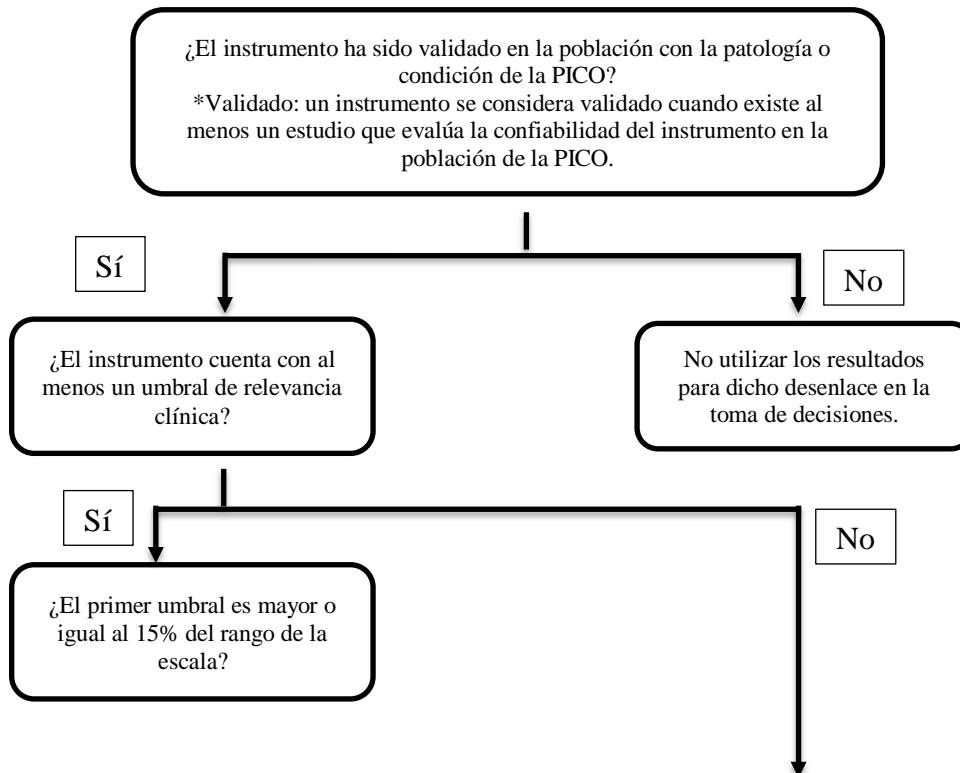 ¿El instrumento ha sido validado en la población con la patología o
condición de la PICO?
*Validado: un instrumento se considera validado cuando existe al
menos un estudio que evalúa la confiabilidad del instrumento en la
población de la PICO.
Sí
No
¿El instrumento cuenta con al
menos un umbral de relevancia
clínica?
No utilizar los resultados
para dicho desenlace en la
toma de decisiones.
Sí
No
¿El primer umbral es mayor o
igual al 15% del rango de la
escala?